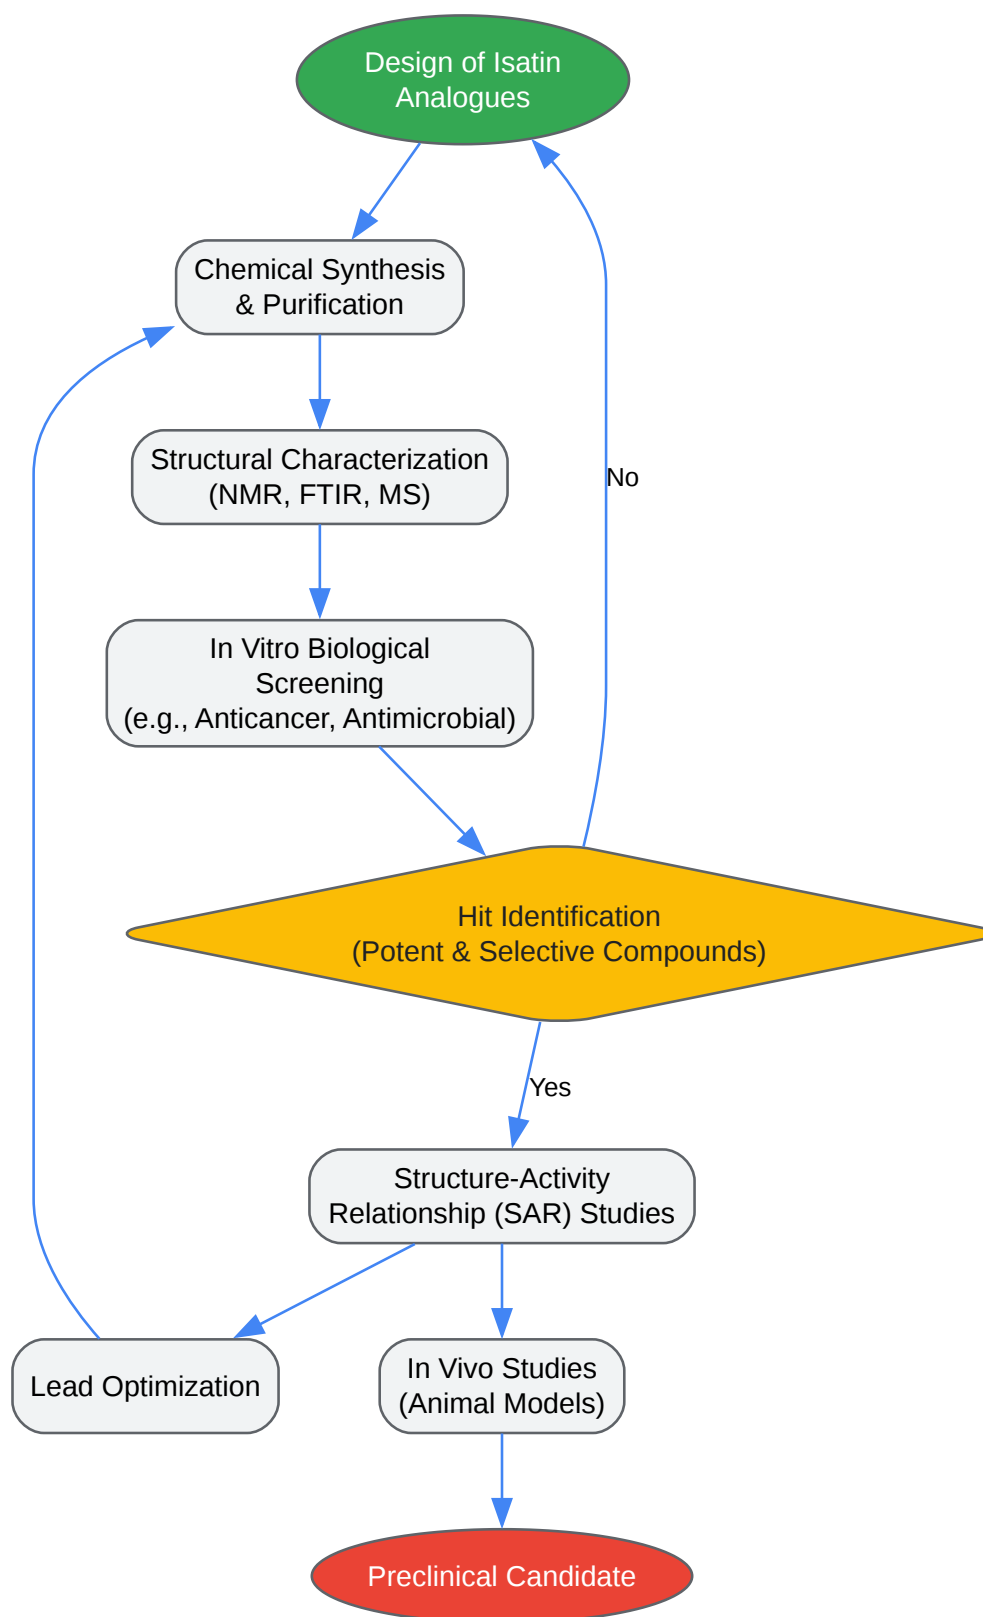 Design of Isatin
Analogues
Chemical Synthesis
& Purification
Structural Characterization
(NMR, FTIR, MS)
No
In Vitro Biological
Screening
(e.g., Anticancer, Antimicrobial)
Hit Identification
(Potent & Selective Compounds)
Yes
Structure-Activity
Relationship (SAR) Studies
Lead Optimization
In Vivo Studies
(Animal Models)
Preclinical Candidate